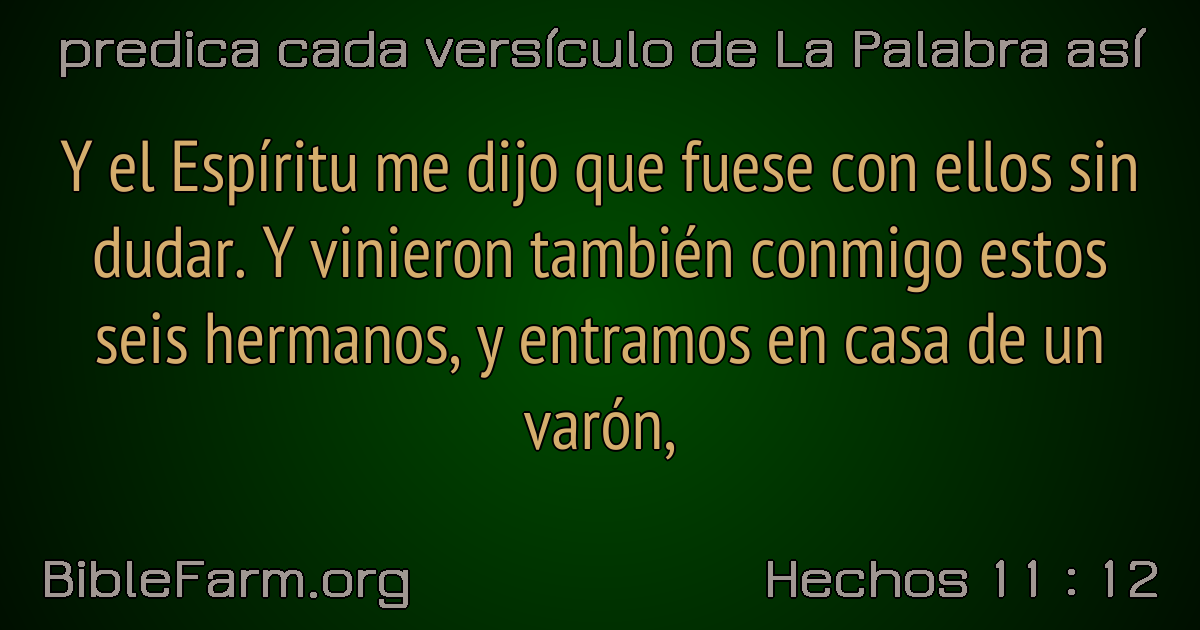 predica cada versículo de La Palabra así
Y el Espíritu me dijo que fuese con ellos sin
dudar. Y vinieron también conmigo estos
seis hermanos, y entramos en casa de un
varón,
BibleFarm.org
Hechos 11 : 12